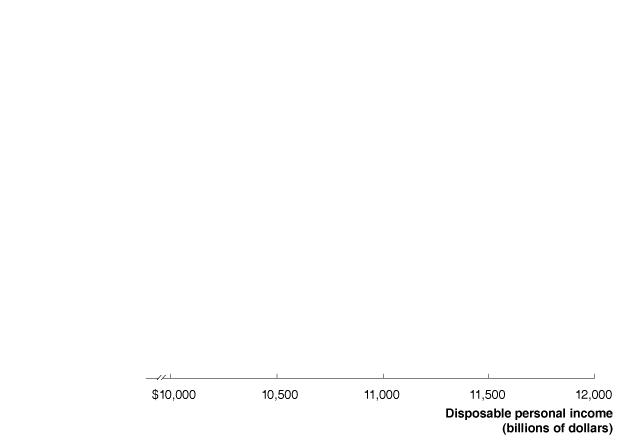 $10,000 10,500 11,000 11,500 12,000
Disposable personal income
(billions of dollars)